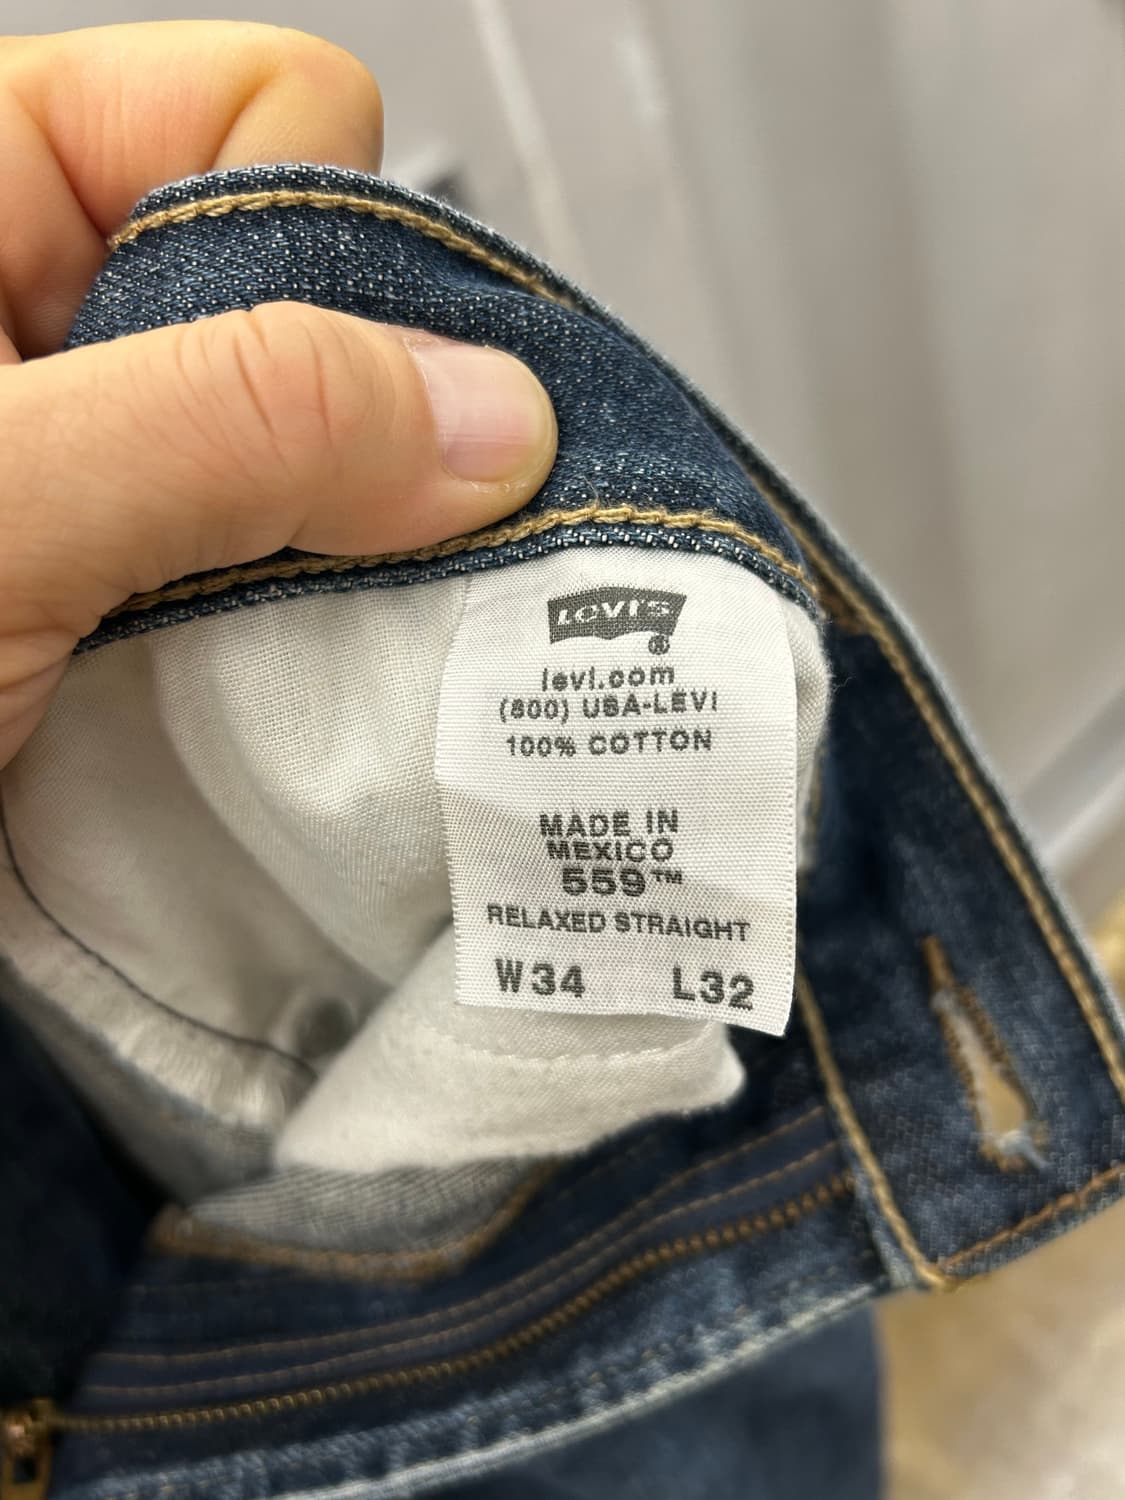 LEVI'S
®
levi.com
(800) USA-LEVI
100% COTTON
MADE IN
MEXICO
559™
RELAXED STRAIGHT
W34 L32